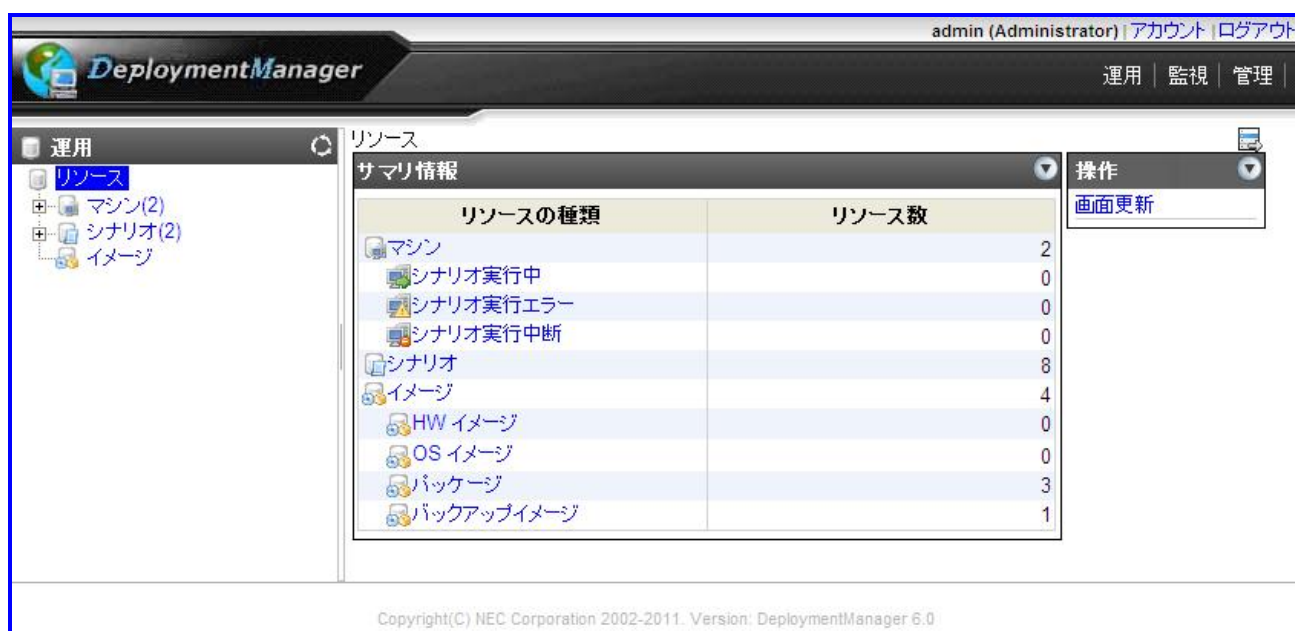 admin (Administrator) | アカウント | ログアウト
DeploymentManager
運用 | 監視 | 管理 |
運用
リソース
マシン(2)
シナリオ(2)
イメージ
リソース
サマリ情報
リソースの種類 リソース数
マシン 2
シナリオ実行中 0
シナリオ実行エラー 0
シナリオ実行中断 0
シナリオ 8
イメージ 4
HW イメージ 0
OS イメージ 0
パッケージ 3
バックアップイメージ 1
操作
画面更新
Copyright(C) NEC Corporation 2002-2011. Version: DeploymentManager 6.0